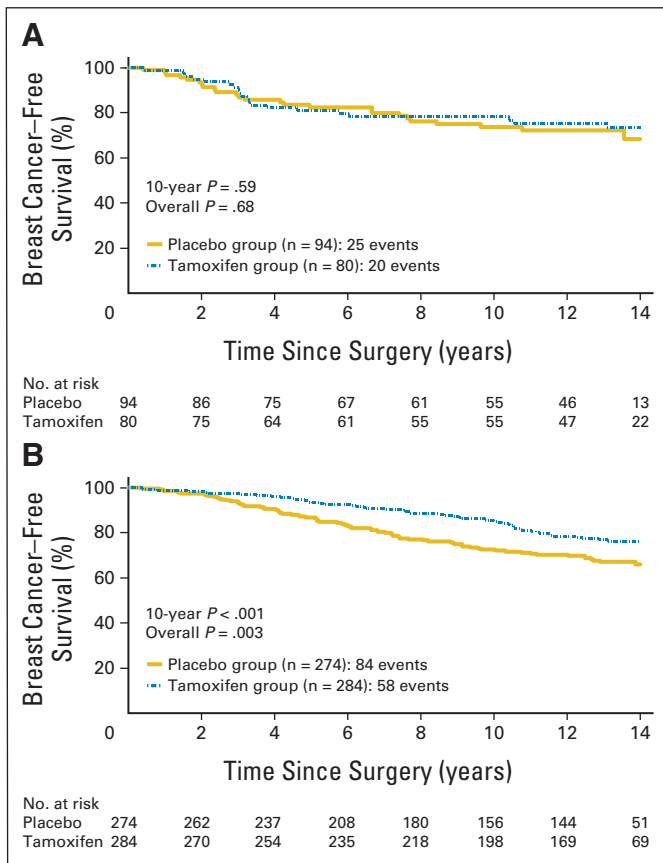 A
Breast Cancer–Free
Survival (%)
100
80
60
40
20
10-year P = .59
Overall P = .68
Placebo group (n = 94): 25 events
Tamoxifen group (n = 80): 20 events
0 2 4 6 8 10 12 14
Time Since Surgery (years)
No. at risk
Placebo 94 86 75 67 61 55 46 13
Tamoxifen 80 75 64 61 55 55 47 22
B
Breast Cancer–Free
Survival (%)
100
80
60
40
20
10-year P < .001
Overall P = .003
Placebo group (n = 274): 84 events
Tamoxifen group (n = 284): 58 events
0 2 4 6 8 10 12 14
Time Since Surgery (years)
No. at risk
Placebo 274 262 237 208 180 156 144 51
Tamoxifen 284 270 254 235 218 198 169 69